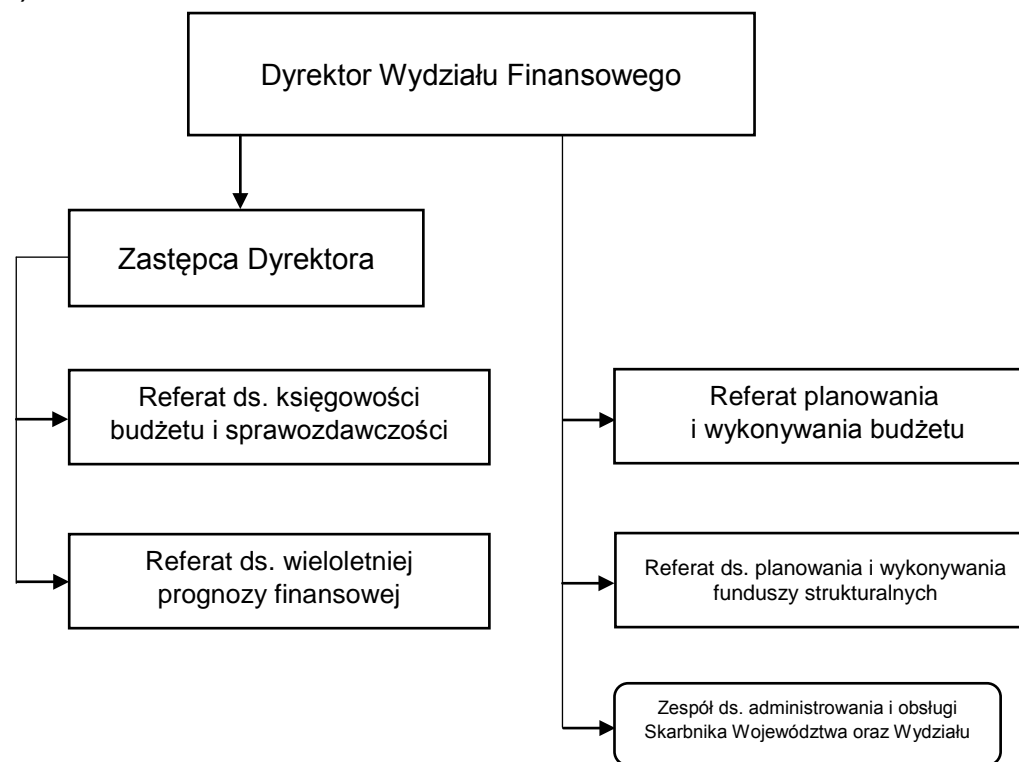 Dyrektor Wydziału Finansowego
Zastępca Dyrektora
Referat ds. księgowości
budżetu i sprawozdawczości
Referat planowania
i wykonywania budżetu
Referat ds. wieloletniej
prognozy finansowej
Referat ds. planowania i wykonywania
funduszy strukturalnych
Zespół ds. administrowania i obsługi
Skarbnika Województwa oraz Wydziału